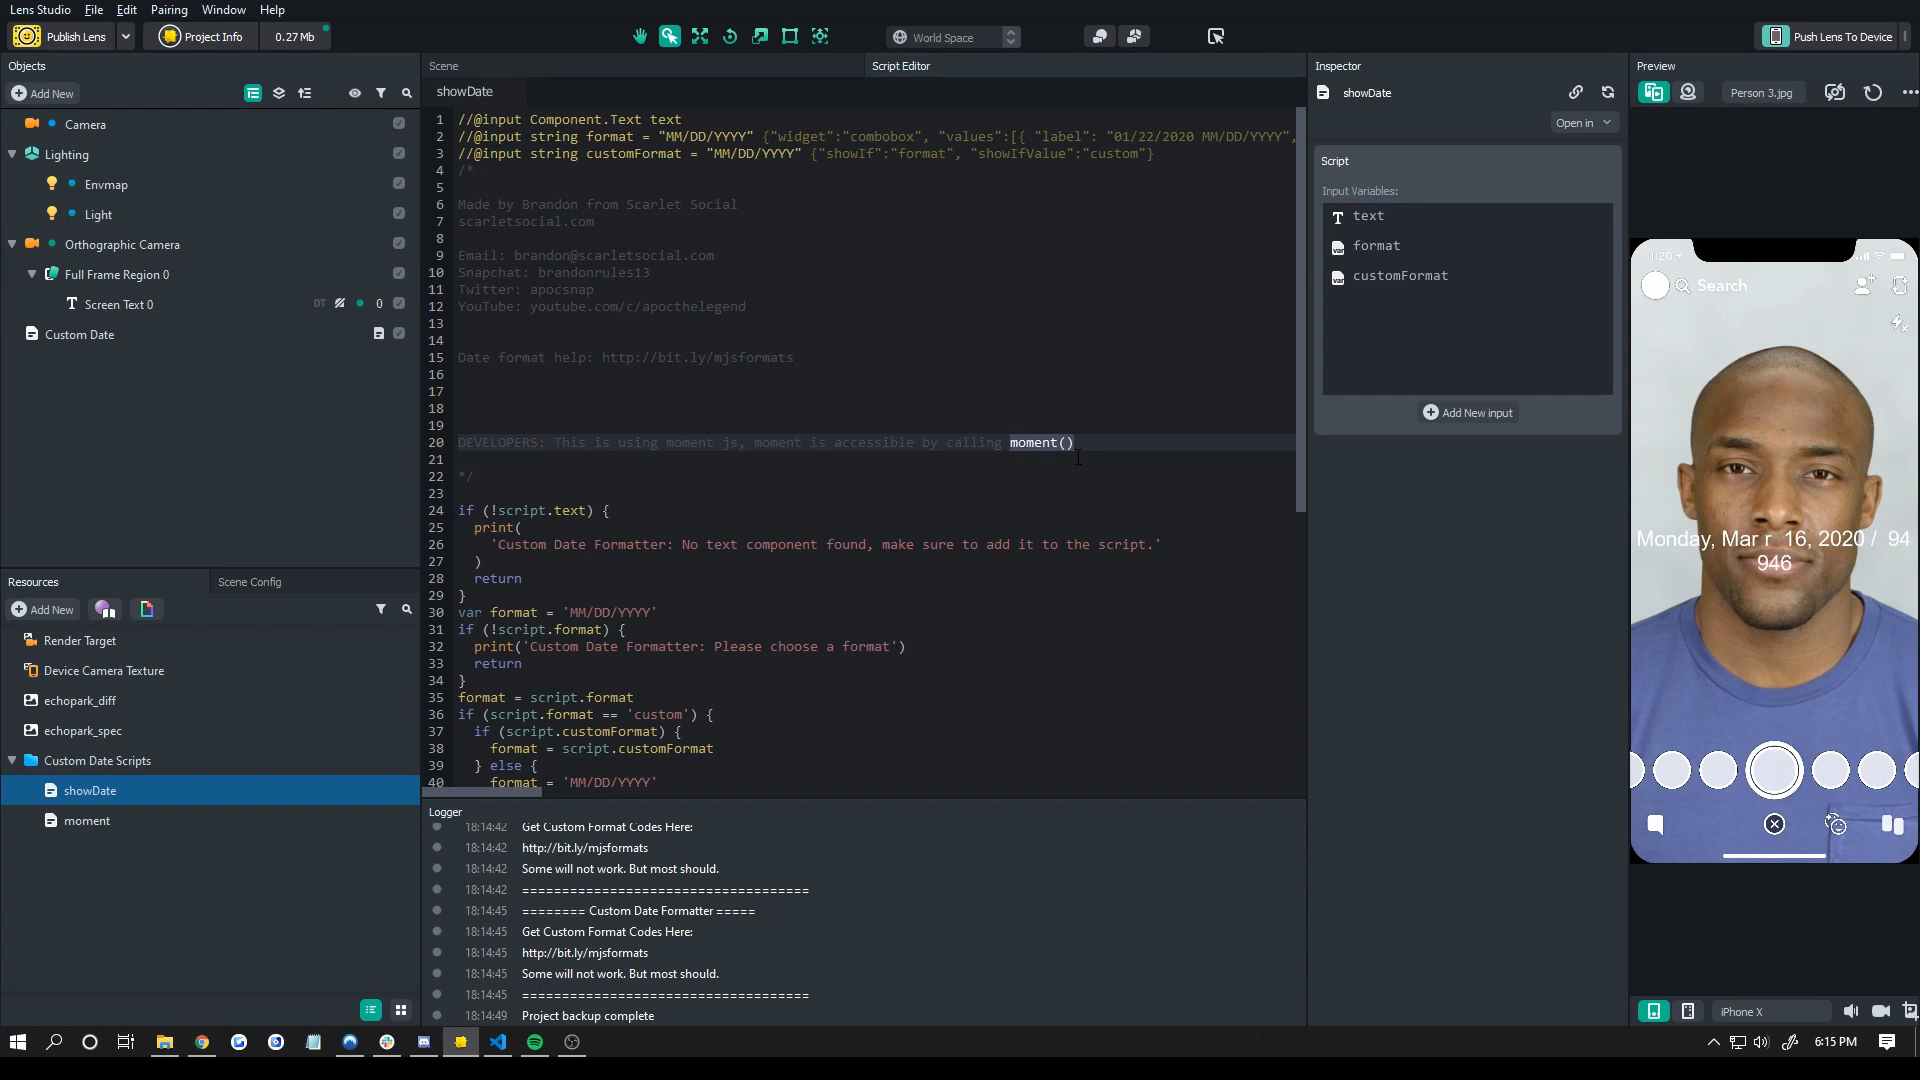 Lens Studio File Edit Pairing Window Help
Publish Lens Project Info 0.27 Mb World Space Push Lens To Device
Objects
Add New
Camera
Lighting
Envmap
Light
Orthographic Camera
Full Frame Region 0
Screen Text 0 DT 0
Custom Date
Resources Scene Config
Add New
Render Target
Device Camera Texture
echopark_diff
echopark_spec
Custom Date Scripts
showDate
moment
Scene Script Editor
showDate
1 //@input Component.Text text
2 //@input string format = "MM/DD/YYYY" {"widget":"combobox", "values":[{ "label": "01/22/2020 MM/DD/YYYY",
3 //@input string customFormat = "MM/DD/YYYY" {"showIf":"format", "showIfValue":"custom"}
4 /*
5
6 Made by Brandon from Scarlet Social
7 scarletsocial.com
8
9 Email: brandon@scarletsocial.com
10 Snapchat: brandonrules13
11 Twitter: apocsnap
12 YouTube: youtube.com/c/apocthelegend
13
14
15 Date format help: http://bit.ly/mjsformats
16
17
18
19
20 DEVELOPERS: This is using moment js, moment is accessible by calling moment()
21
22 */
23
24 if (!script.text) {
25 print(
26 'Custom Date Formatter: No text component found, make sure to add it to the script.'
27 )
28 return
29 }
30 var format = 'MM/DD/YYYY'
31 if (!script.format) {
32 print('Custom Date Formatter: Please choose a format')
33 return
34 }
35 format = script.format
36 if (script.format == 'custom') {
37 if (script.customFormat) {
38 format = script.customFormat
39 } else {
40 format = 'MM/DD/YYYY'
Logger
18:14:42 Get Custom Format Codes Here:
18:14:42 http://bit.ly/mjsformats
18:14:42 Some will not work. But most should.
18:14:42 ====================================
18:14:45 ======== Custom Date Formatter =====
18:14:45 Get Custom Format Codes Here:
18:14:45 http://bit.ly/mjsformats
18:14:45 Some will not work. But most should.
18:14:45 ====================================
18:14:49 Project backup complete
Inspector
showDate
Open in
Script
Input Variables:
text
format
customFormat
Add New input
Preview
Person 3.jpg
Search
Monday, Mar r 16, 2020 / 94
946
iPhone X
6:15 PM